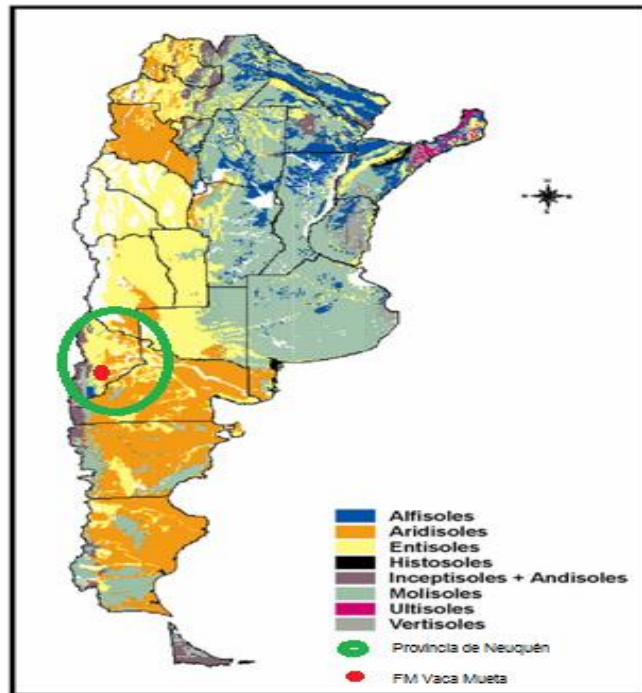 Alfisoles
Aridisoles
Entisoles
Histosoles
Inceptisoles + Andisoles
Molisoles
Ultisoles
Vertisoles
Provincia de Neuquén
FM Vaca Mueta